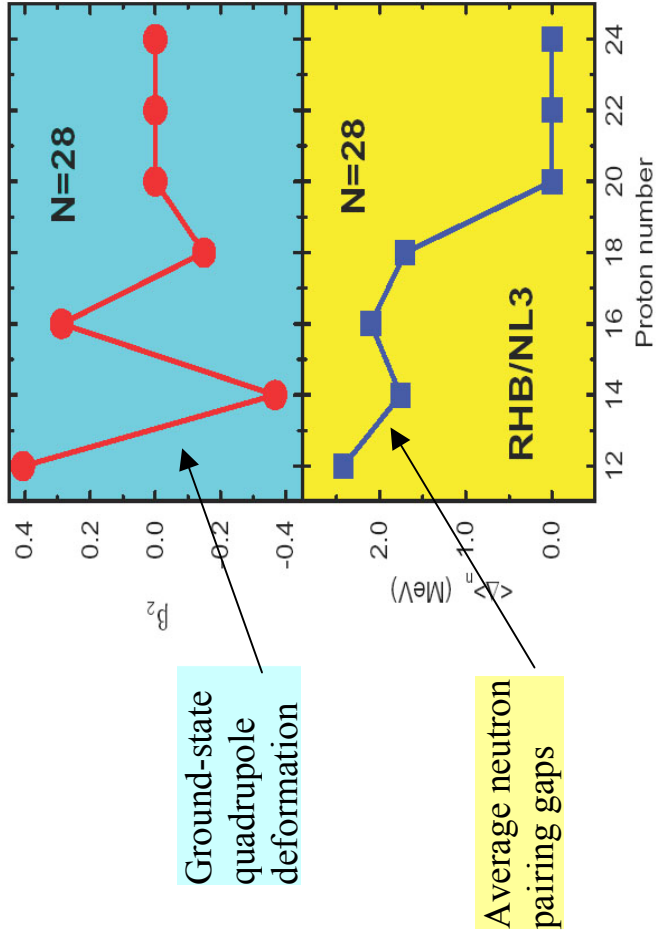 Ground-state
quadrupole
deformation
Average neutron
pairing gaps
β₂
0.4
0.2
0.0
-0.2
-0.4
N=28
<Δ>ₙ (MeV)
2.0
1.0
0.0
N=28
RHB/NL3
12 14 16 18 20 22 24
Proton number